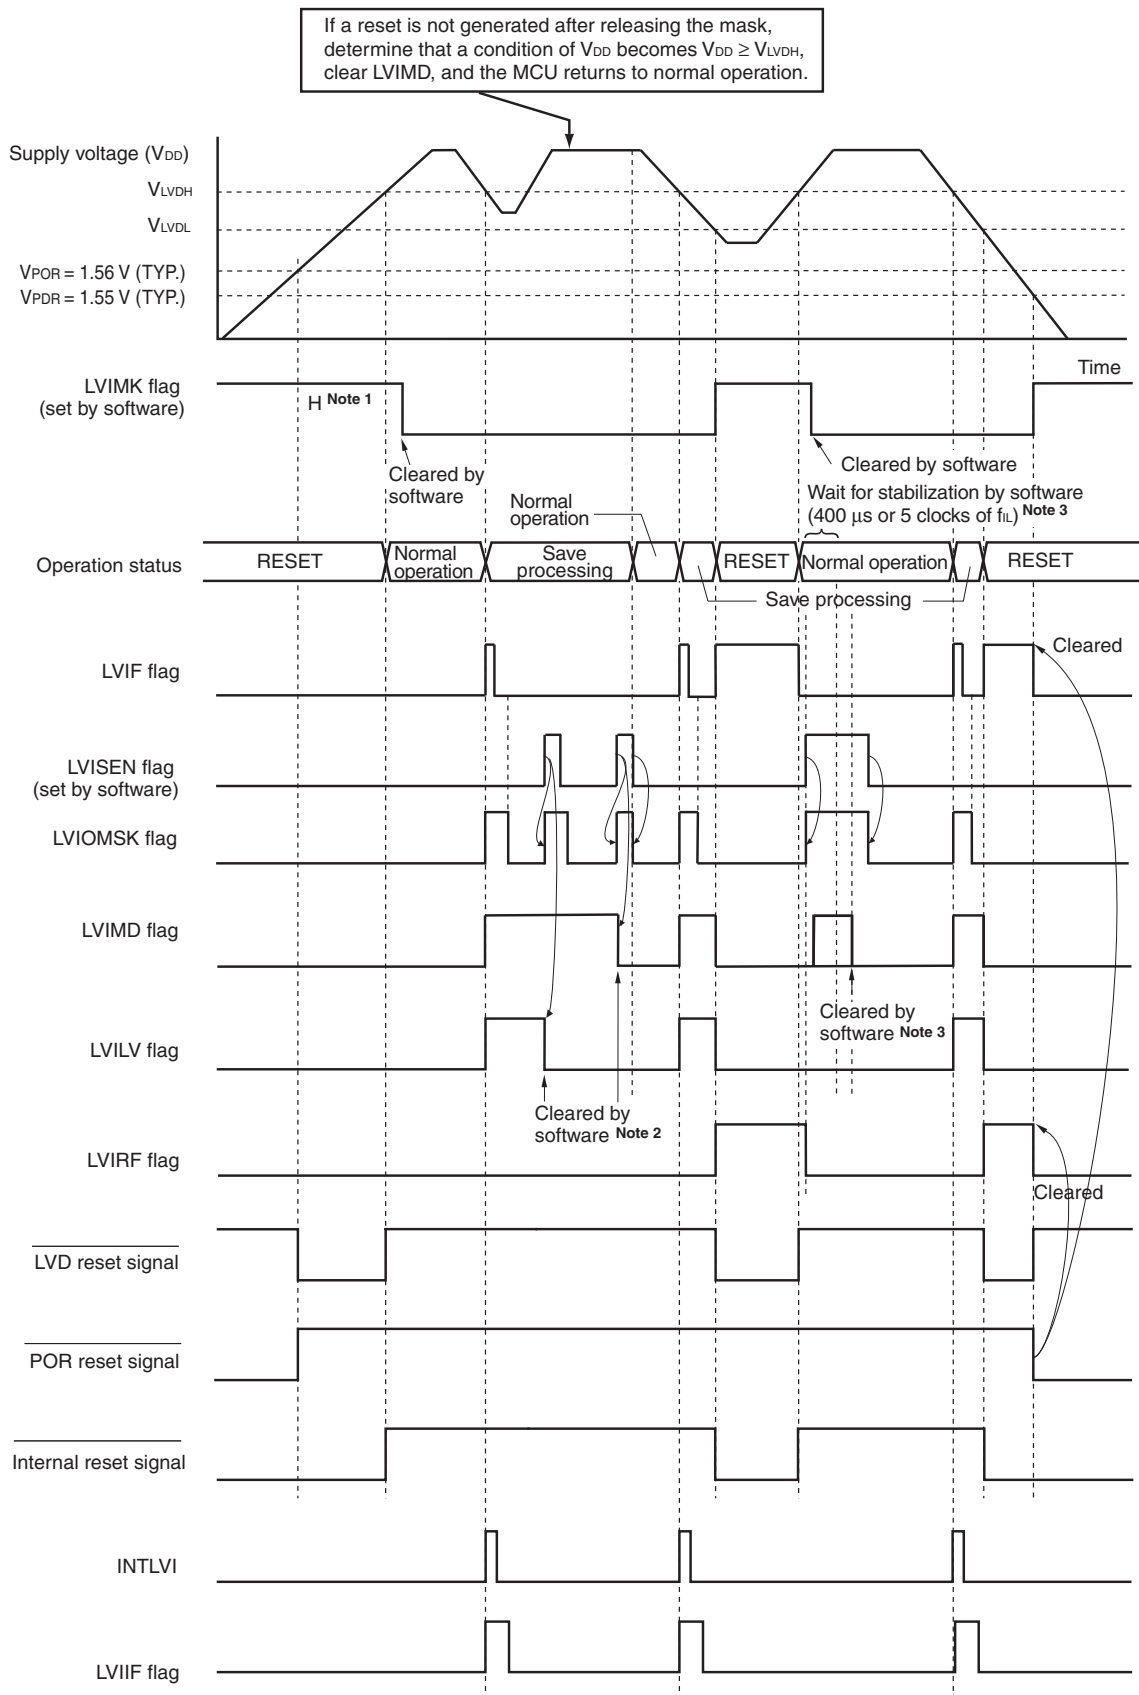 If a reset is not generated after releasing the mask,
determine that a condition of VDD becomes VDD ≥ VLVDH,
clear LVIMD, and the MCU returns to normal operation.
Supply voltage (VDD)
VLVDH
VLVDL
VPOR = 1.56 V (TYP.)
VPDR = 1.55 V (TYP.)
Time
LVIMK flag
(set by software)
H Note 1
Cleared by
software
Cleared by software
Wait for stabilization by software
(400 µs or 5 clocks of fIL) Note 3
Normal
operation
Operation status
RESET
Normal
operation
Save
processing
RESET
Normal operation
RESET
Save processing
LVIF flag
Cleared
LVISEN flag
(set by software)
LVIOMSK flag
LVIMD flag
Cleared by
software Note 3
LVILV flag
Cleared by
software Note 2
LVIRF flag
Cleared
LVD reset signal
POR reset signal
Internal reset signal
INTLVI
LVIIF flag